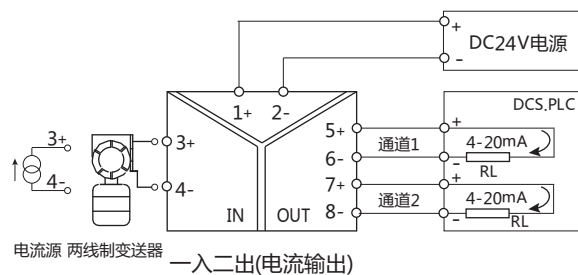 +
DC24V电源
-
1+ 2-
DCS,PLC
3+
3+
5+
通道1
+
4-20mA
6-
-
RL
4-
4-
7+
+
4-20mA
IN OUT
8-
通道2
-
RL
电流源 两线制变送器
一入二出(电流输出)